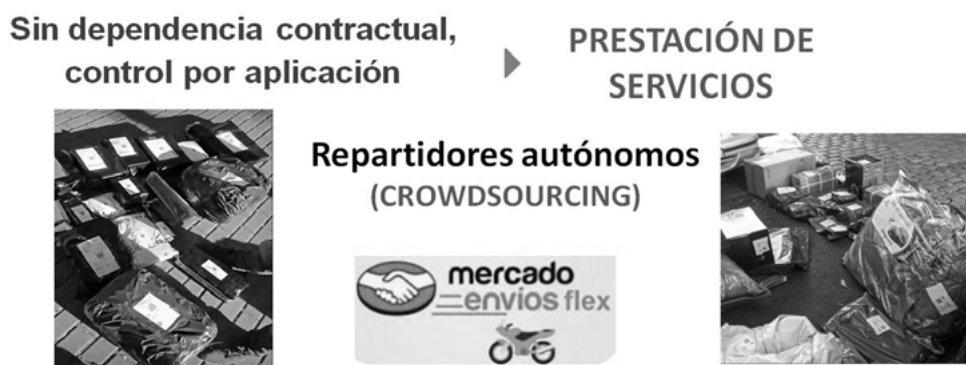 Sin dependencia contractual,
control por aplicación
PRESTACIÓN DE
SERVICIOS
Repartidores autónomos
(CROWDSOURCING)
mercado
envios flex